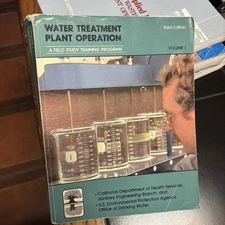 WATER TREATMENT
PLANT OPERATION
Third Edition
A FIELD STUDY TRAINING PROGRAM
VOLUME I
• California Department of Health Services,
Sanitary Engineering Branch, and
• U.S. Environmental Protection Agency
Office of Drinking Water